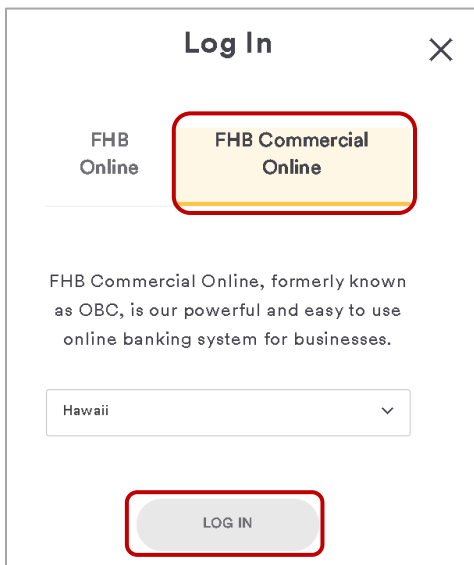 Log In
FHB
Online
FHB Commercial
Online
FHB Commercial Online, formerly known
as OBC, is our powerful and easy to use
online banking system for businesses.
Hawaii
LOG IN